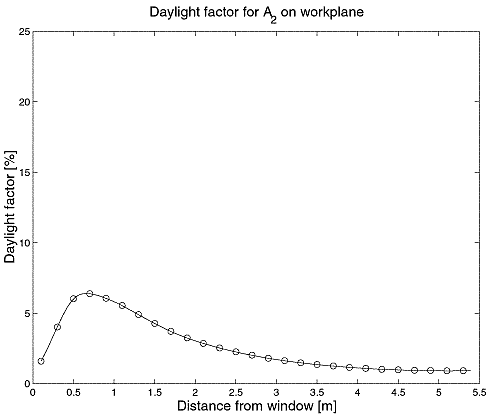 Daylight factor for A2 on workplane
Daylight factor [%]
25
20
15
10
5
0
0 0.5 1 1.5 2 2.5 3 3.5 4 4.5 5 5.5
Distance from window [m]